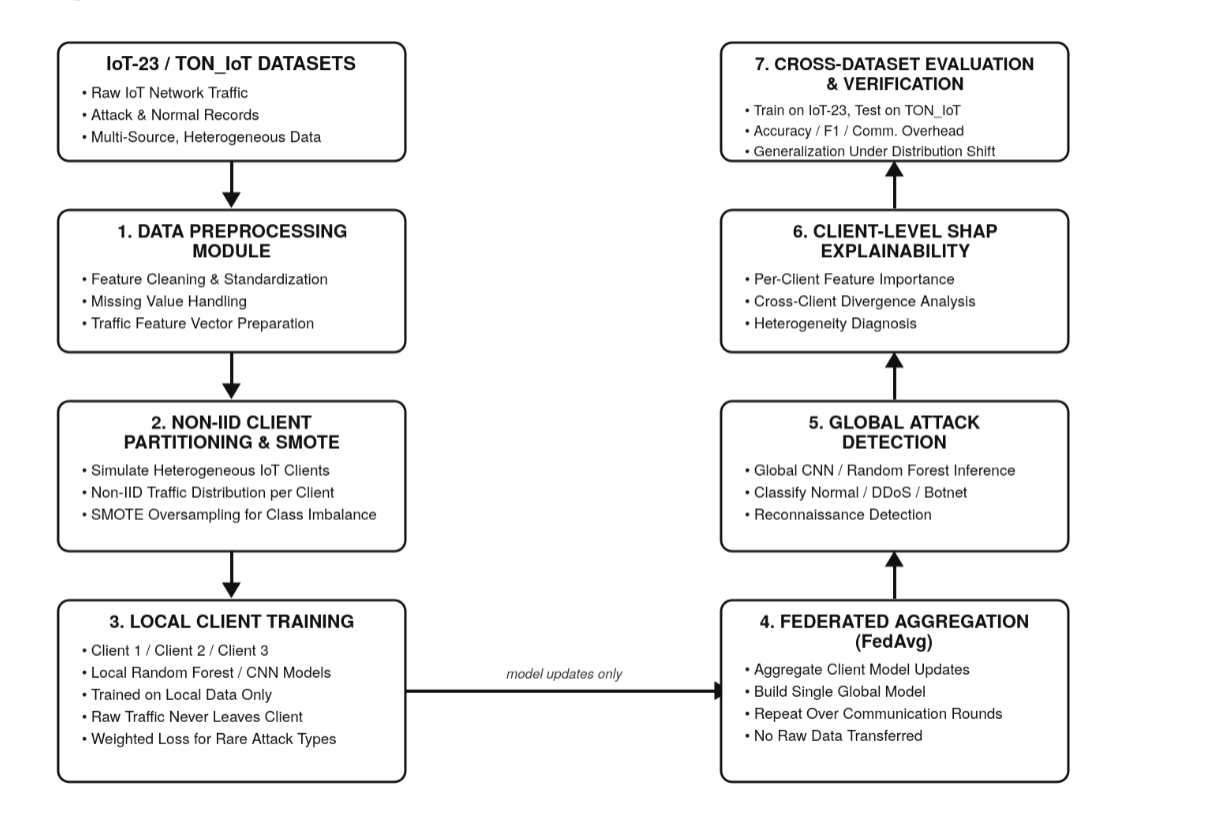 IoT-23 / TON_IoT DATASETS
• Raw IoT Network Traffic
• Attack & Normal Records
• Multi-Source, Heterogeneous Data
1. DATA PREPROCESSING
MODULE
• Feature Cleaning & Standardization
• Missing Value Handling
• Traffic Feature Vector Preparation
2. NON-IID CLIENT
PARTITIONING & SMOTE
• Simulate Heterogeneous IoT Clients
• Non-IID Traffic Distribution per Client
• SMOTE Oversampling for Class Imbalance
3. LOCAL CLIENT TRAINING
• Client 1 / Client 2 / Client 3
• Local Random Forest / CNN Models
• Trained on Local Data Only
• Raw Traffic Never Leaves Client
• Weighted Loss for Rare Attack Types
model updates only
4. FEDERATED AGGREGATION
(FedAvg)
• Aggregate Client Model Updates
• Build Single Global Model
• Repeat Over Communication Rounds
• No Raw Data Transferred
5. GLOBAL ATTACK
DETECTION
• Global CNN / Random Forest Inference
• Classify Normal / DDoS / Botnet
• Reconnaissance Detection
6. CLIENT-LEVEL SHAP
EXPLAINABILITY
• Per-Client Feature Importance
• Cross-Client Divergence Analysis
• Heterogeneity Diagnosis
7. CROSS-DATASET EVALUATION
& VERIFICATION
• Train on IoT-23, Test on TON_IoT
• Accuracy / F1 / Comm. Overhead
• Generalization Under Distribution Shift